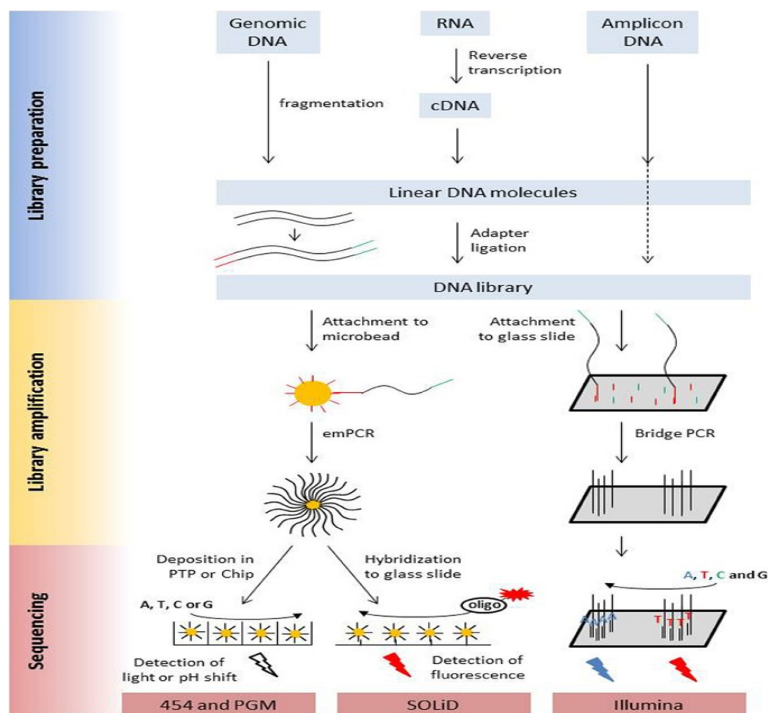 Library preparation
Genomic
DNA
RNA
Amplicon
DNA
Reverse
transcription
fragmentation
cDNA
Linear DNA molecules
Adapter
ligation
DNA library
Library amplification
Attachment to
microbead
Attachment
to glass slide
emPCR
Bridge PCR
Sequencing
Deposition in
PTP or Chip
Hybridization
to glass slide
A, T, C or G
oligo
A, T, C and G
AAAA
T T T T
Detection of
light or pH shift
Detection of
fluorescence
454 and PGM
SOLiD
Illumina